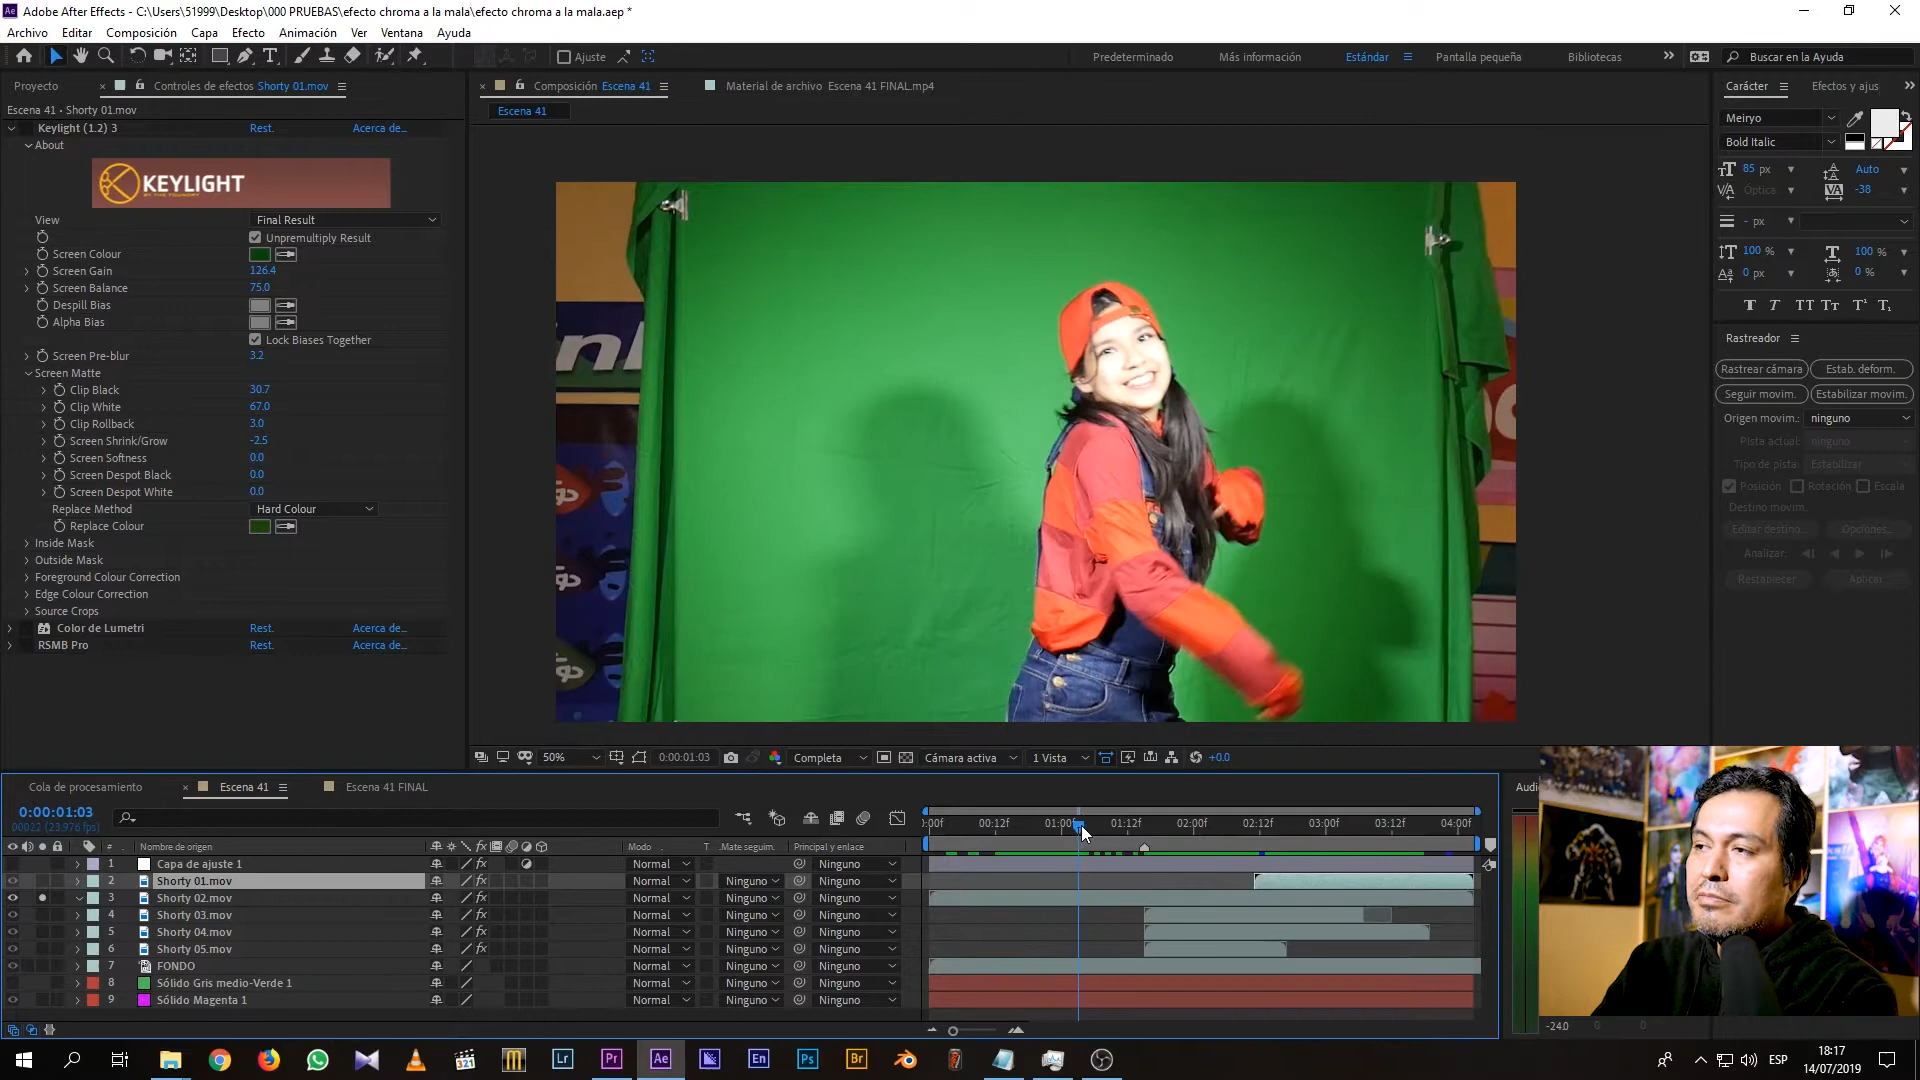 Ae Adobe After Effects - C:\Users\51999\Desktop\000 PRUEBAS\efecto chroma a la mala\efecto chroma a la mala.aep *
Archivo Editar Composición Capa Efecto Animación Ver Ventana Ayuda
Ajuste Predeterminado Más información Estándar Pantalla pequeña Bibliotecas Buscar en la Ayuda
Proyecto Controles de efectos Shorty 01.mov Composición Escena 41 Material de archivo Escena 41 FINAL.mp4
Escena 41 • Shorty 01.mov
Escena 41
Keylight (1.2) 3 Rest. Acerca de...
About
KEYLIGHT
View Final Result
Unpremultiply Result
Screen Colour
Screen Gain 126.4
Screen Balance 75.0
Despill Bias
Alpha Bias
Lock Biases Together
Screen Pre-blur 3.2
Screen Matte
Clip Black 30.7
Clip White 67.0
Clip Rollback 3.0
Screen Shrink/Grow -2.5
Screen Softness 0.0
Screen Despot Black 0.0
Screen Despot White 0.0
Replace Method Hard Colour
Replace Colour
Inside Mask
Outside Mask
Foreground Colour Correction
Edge Colour Correction
Source Crops
Color de Lumetri Rest. Acerca de...
RSMB Pro Rest. Acerca de...
Carácter Efectos y ajus
Meiryo
Bold Italic
85 px Auto
Óptica -38
- px
100 % 100 %
0 px 0 %
Rastreador
Rastrear cámara Estab. deform.
Seguir movim. Estabilizar movim.
Origen movim.: ninguno
Pista actual: ninguno
Tipo de pista: Estabilizar
Posición Rotación Escala
Destino movim.
Editar destino... Opciones...
Analizar:
Restablecer Aplicar
50% 0:00:01:03 Completa Cámara activa 1 Vista +0.0
Cola de procesamiento Escena 41 Escena 41 FINAL
0:00:01:03
00022 (23.976 fps)
:00f 00:12f 01:00f 01:12f 02:00f 02:12f 03:00f 03:12f 04:00f
# Nombre de origen Modo T .Mate seguim. Principal y enlace
1 Capa de ajuste 1 Normal Ninguno
2 Shorty 01.mov Normal Ninguno Ninguno
3 Shorty 02.mov Normal Ninguno Ninguno
4 Shorty 03.mov Normal Ninguno Ninguno
5 Shorty 04.mov Normal Ninguno Ninguno
6 Shorty 05.mov Normal Ninguno Ninguno
7 FONDO Normal Ninguno Ninguno
8 Sólido Gris medio-Verde 1 Normal Ninguno Ninguno
9 Sólido Magenta 1 Normal Ninguno Ninguno
Audi
-24.0 0 0
321 Lr Pr Ae En Ps Br
ESP
18:17
14/07/2019